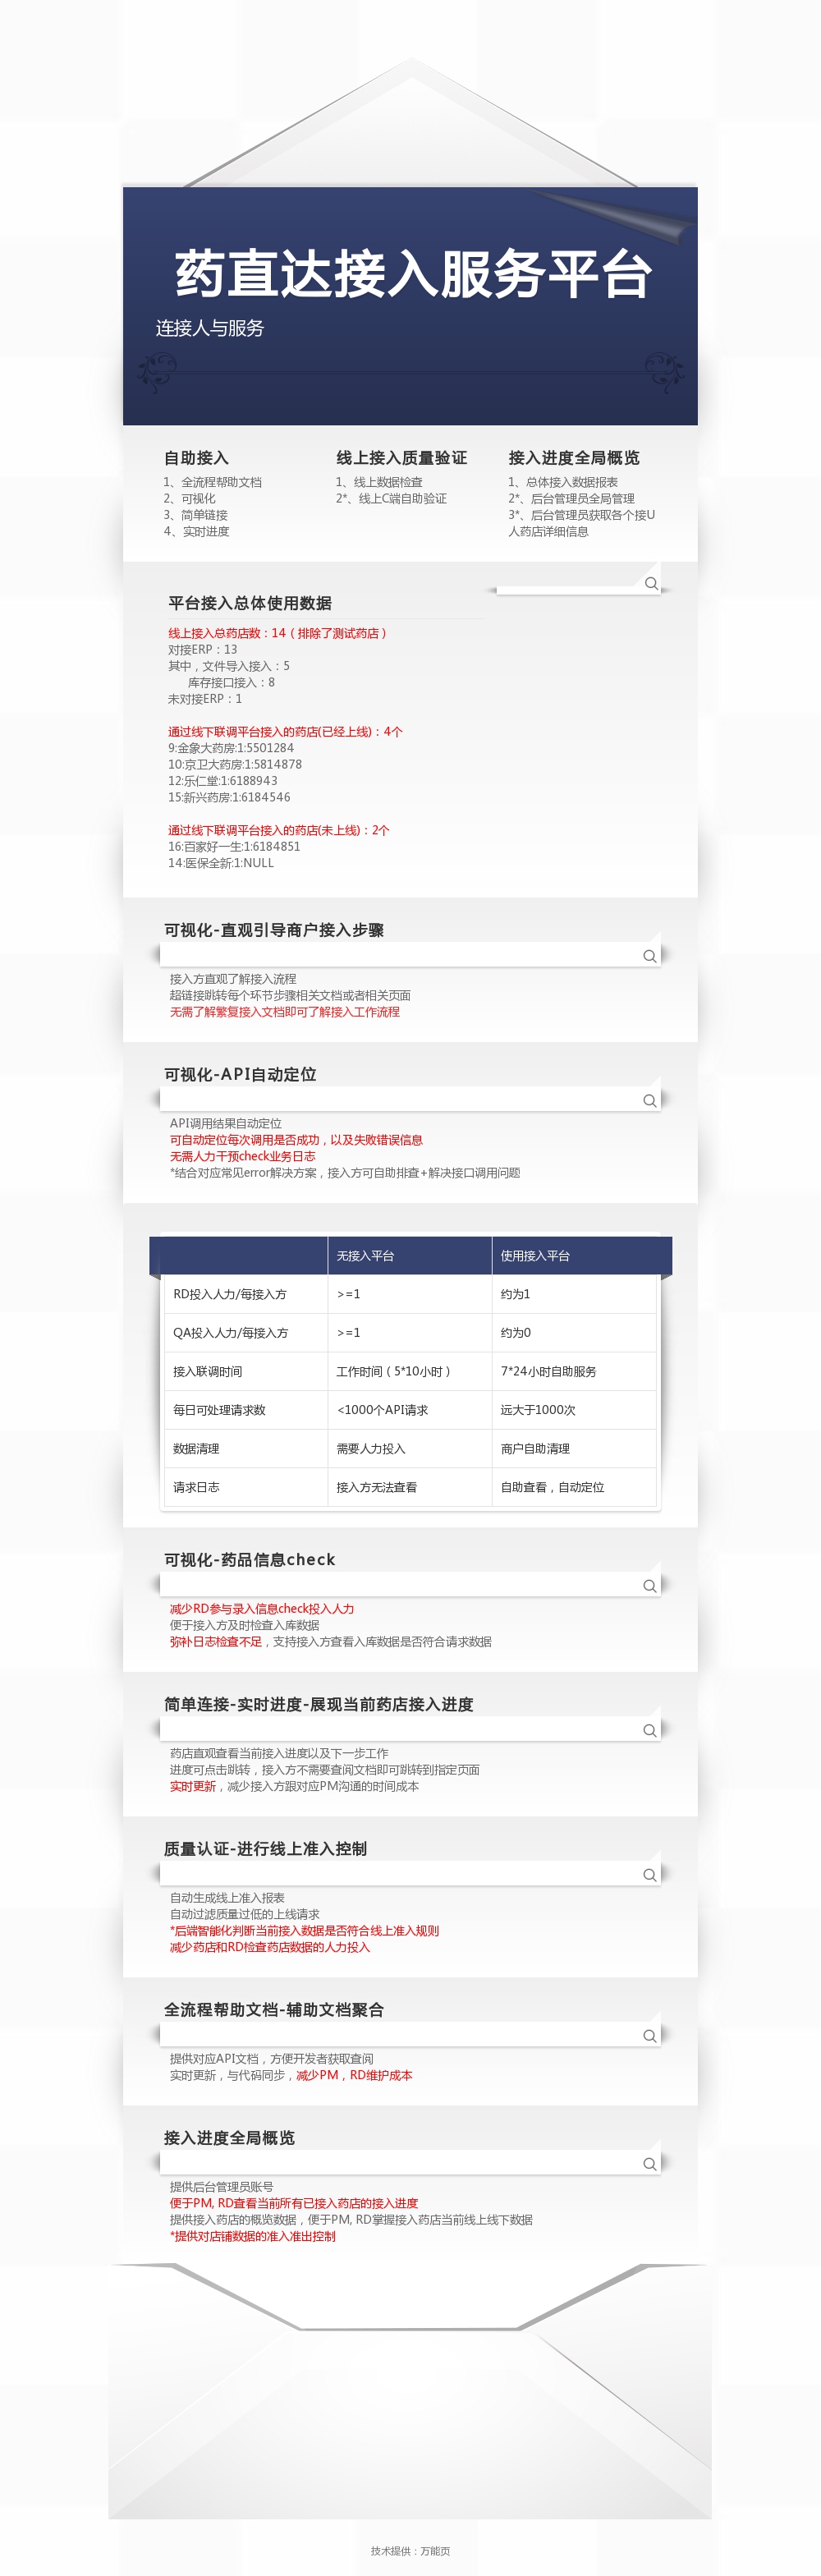 药直达接入服务平台
连接人与服务
自助接入
1、全流程帮助文档
2、可视化
3、简单链接
4、实时进度
线上接入质量验证
1、线上数据检查
2*、线上C端自助验证
接入进度全局概览
1、总体接入数据报表
2*、后台管理员全局管理
3*、后台管理员获取各个接U
人药店详细信息
平台接入总体使用数据
线上接入总药店数：14（排除了测试药店）
对接ERP：13
其中，文件导入接入：5
库存接口接入：8
未对接ERP：1
通过线下联调平台接入的药店(已经上线)：4个
9:金象大药房:1:5501284
10:京卫大药房:1:5814878
12:乐仁堂:1:6188943
15:新兴药房:1:6184546
通过线下联调平台接入的药店(未上线)：2个
16:百家好一生:1:6184851
14:医保全新:1:NULL
可视化-直观引导商户接入步骤
接入方直观了解接入流程
超链接跳转每个环节步骤相关文档或者相关页面
无需了解繁复接入文档即可了解接入工作流程
可视化-API自动定位
API调用结果自动定位
可自动定位每次调用是否成功，以及失败错误信息
无需人力干预check业务日志
*结合对应常见error解决方案，接入方可自助排查+解决接口调用问题
无接入平台 使用接入平台
RD投入人力/每接入方 >=1 约为1
QA投入人力/每接入方 >=1 约为0
接入联调时间 工作时间（5*10小时） 7*24小时自助服务
每日可处理请求数 <1000个API请求 远大于1000次
数据清理 需要人力投入 商户自助清理
请求日志 接入方无法查看 自助查看，自动定位
可视化-药品信息check
减少RD参与录入信息check投入人力
便于接入方及时检查入库数据
弥补日志检查不足，支持接入方查看入库数据是否符合请求数据
简单连接-实时进度-展现当前药店接入进度
药店直观查看当前接入进度以及下一步工作
进度可点击跳转，接入方不需要查阅文档即可跳转到指定页面
实时更新，减少接入方跟对应PM沟通的时间成本
质量认证-进行线上准入控制
自动生成线上准入报表
自动过滤质量过低的上线请求
*后端智能化判断当前接入数据是否符合线上准入规则
减少药店和RD检查药店数据的人力投入
全流程帮助文档-辅助文档聚合
提供对应API文档，方便开发者获取查阅
实时更新，与代码同步，减少PM，RD维护成本
接入进度全局概览
提供后台管理员账号
便于PM, RD查看当前所有已接入药店的接入进度
提供接入药店的概览数据，便于PM, RD掌握接入药店当前线上线下数据
*提供对店铺数据的准入准出控制
技术提供：万能页